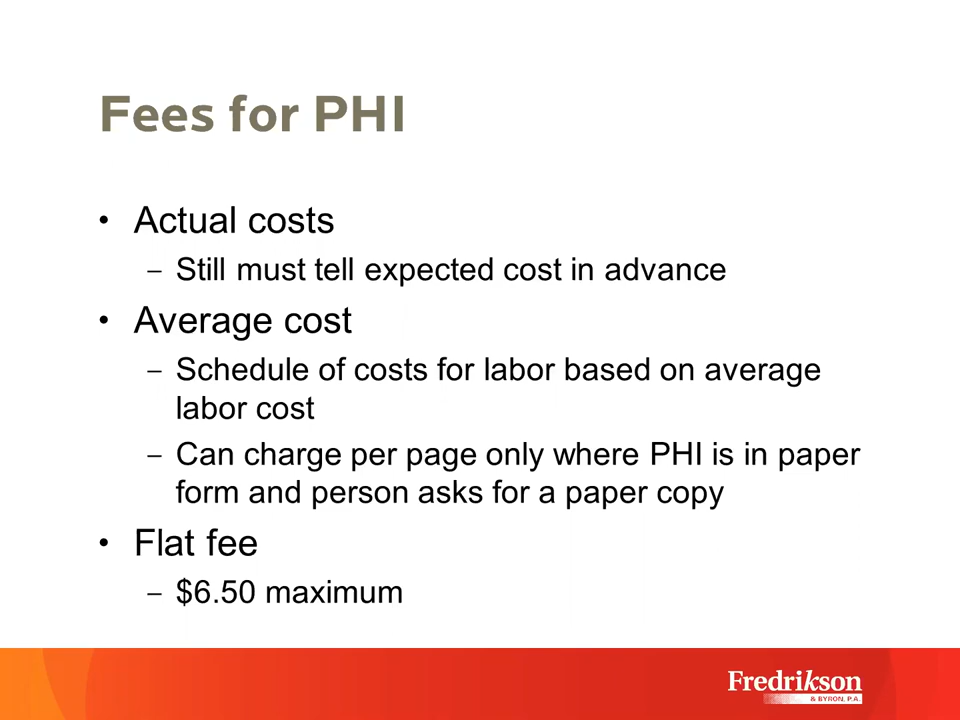 Fees for PHI
• Actual costs
– Still must tell expected cost in advance
• Average cost
– Schedule of costs for labor based on average
labor cost
– Can charge per page only where PHI is in paper
form and person asks for a paper copy
• Flat fee
– $6.50 maximum
Fredrikson
& BYRON, P.A.